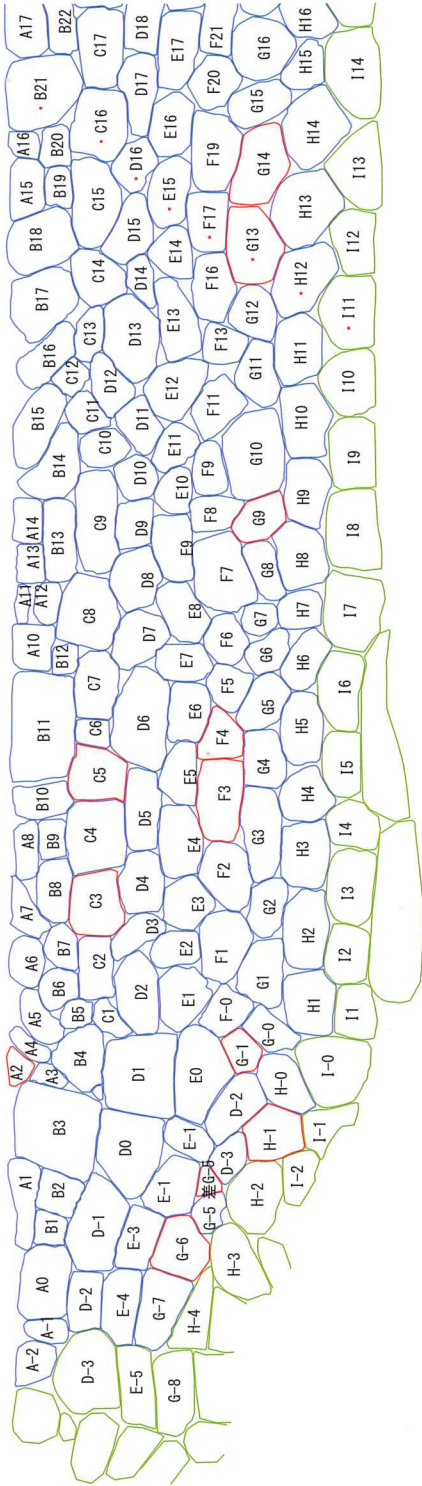 A-2
A-1
A0
A1
A2
A3
A4
A5
A6
A7
A8
A10
A11
A12
A13
A14
A15
A16
A17
B1
B2
B3
B4
B5
B6
B7
B8
B9
B10
B11
B12
B13
B14
B15
B16
B17
B18
B19
B20
B21
B22
C1
C2
C3
C4
C5
C6
C7
C8
C9
C10
C11
C12
C13
C14
C15
C16
C17
D-3
D-2
D-1
D0
D1
D2
D3
D4
D5
D6
D7
D8
D9
D10
D11
D12
D13
D14
D15
D16
D17
D18
E-5
E-4
E-3
E-1
E-1
E0
E1
E2
E3
E4
E5
E6
E7
E8
E9
E10
E11
E12
E13
E14
E15
E16
E17
G-8
G-7
G-6
G-5
差G-5
D-3
D-2
F-0
F1
F2
F3
F4
F5
F6
F7
F8
F9
F11
F13
F16
F17
F19
F20
F21
G-1
G-0
G1
G2
G3
G4
G5
G6
G7
G8
G9
G10
G11
G12
G13
G14
G15
G16
H-4
H-3
H-2
H-1
H-0
H1
H2
H3
H4
H5
H6
H7
H8
H9
H10
H11
H12
H13
H14
H15
H16
I-2
I-1
I-0
I1
I2
I3
I4
I5
I6
I7
I8
I9
I10
I11
I12
I13
I14